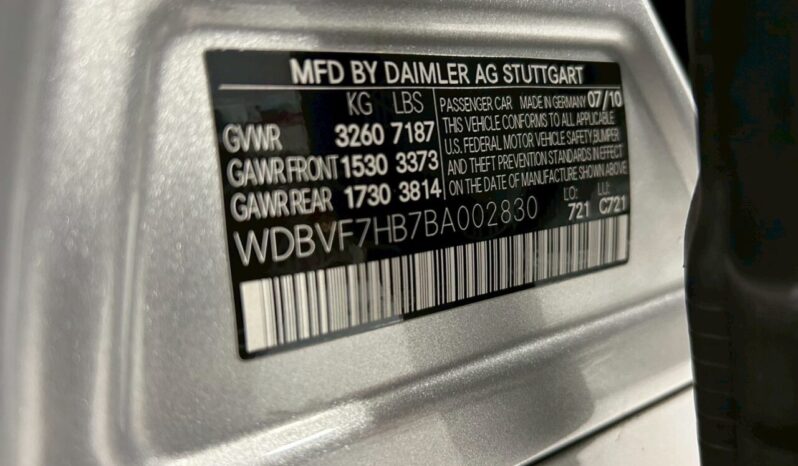 MFD BY DAIMLER AG STUTTGART
KG LBS
GVWR 3260 7187
GAWR FRONT 1530 3373
GAWR REAR 1730 3814
PASSENGER CAR MADE IN GERMANY 07/10
THIS VEHICLE CONFORMS TO ALL APPLICABLE
U.S. FEDERAL MOTOR VEHICLE SAFETY, BUMPER
AND THEFT PREVENTION STANDARDS IN EFFECT
ON THE DATE OF MANUFACTURE SHOWN ABOVE
LO: LU:
721 C721
WDBVF7HB7BA002830